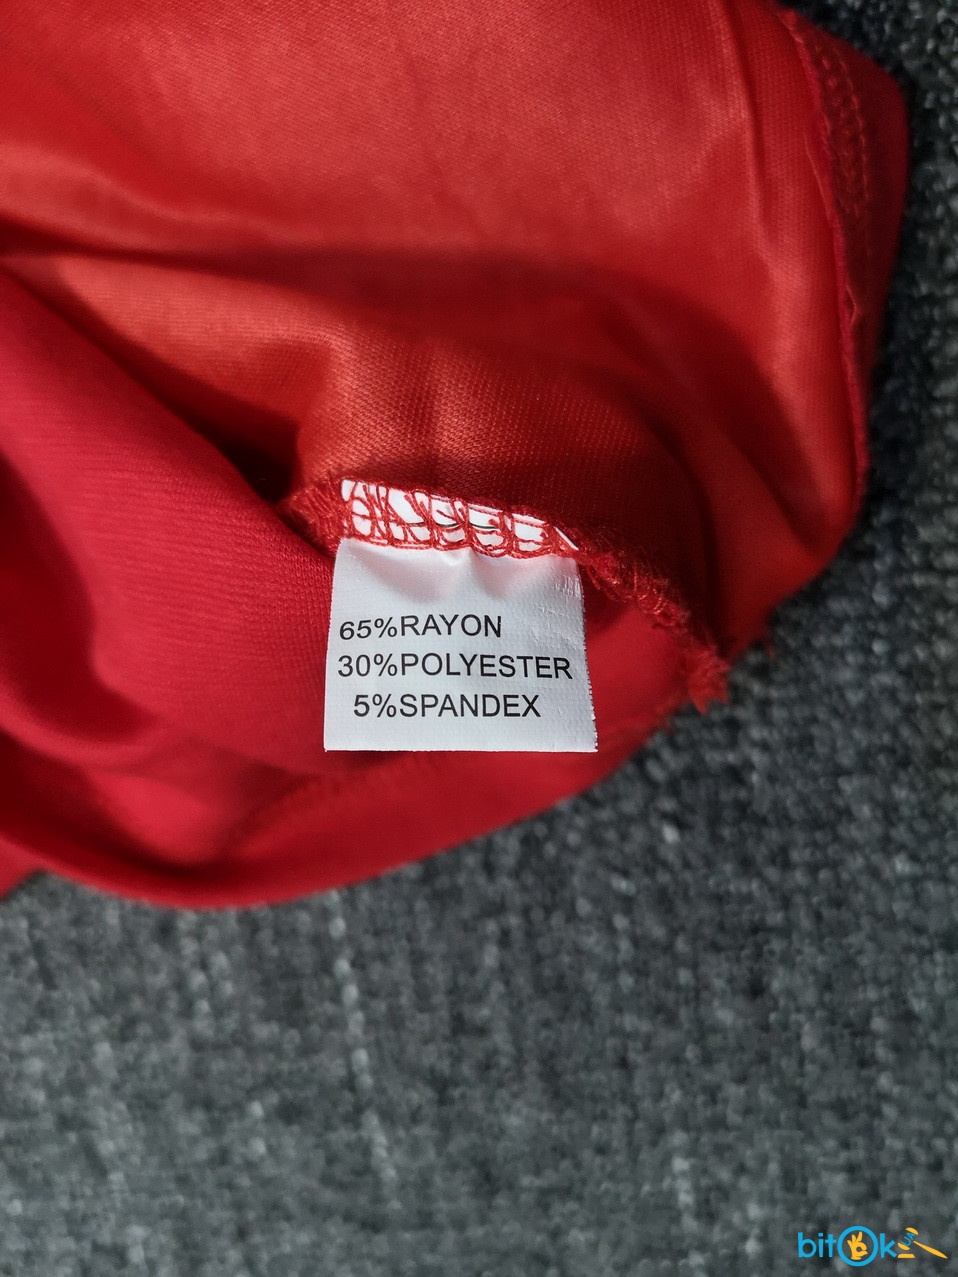 65%RAYON
30%POLYESTER
5%SPANDEX
bitOk